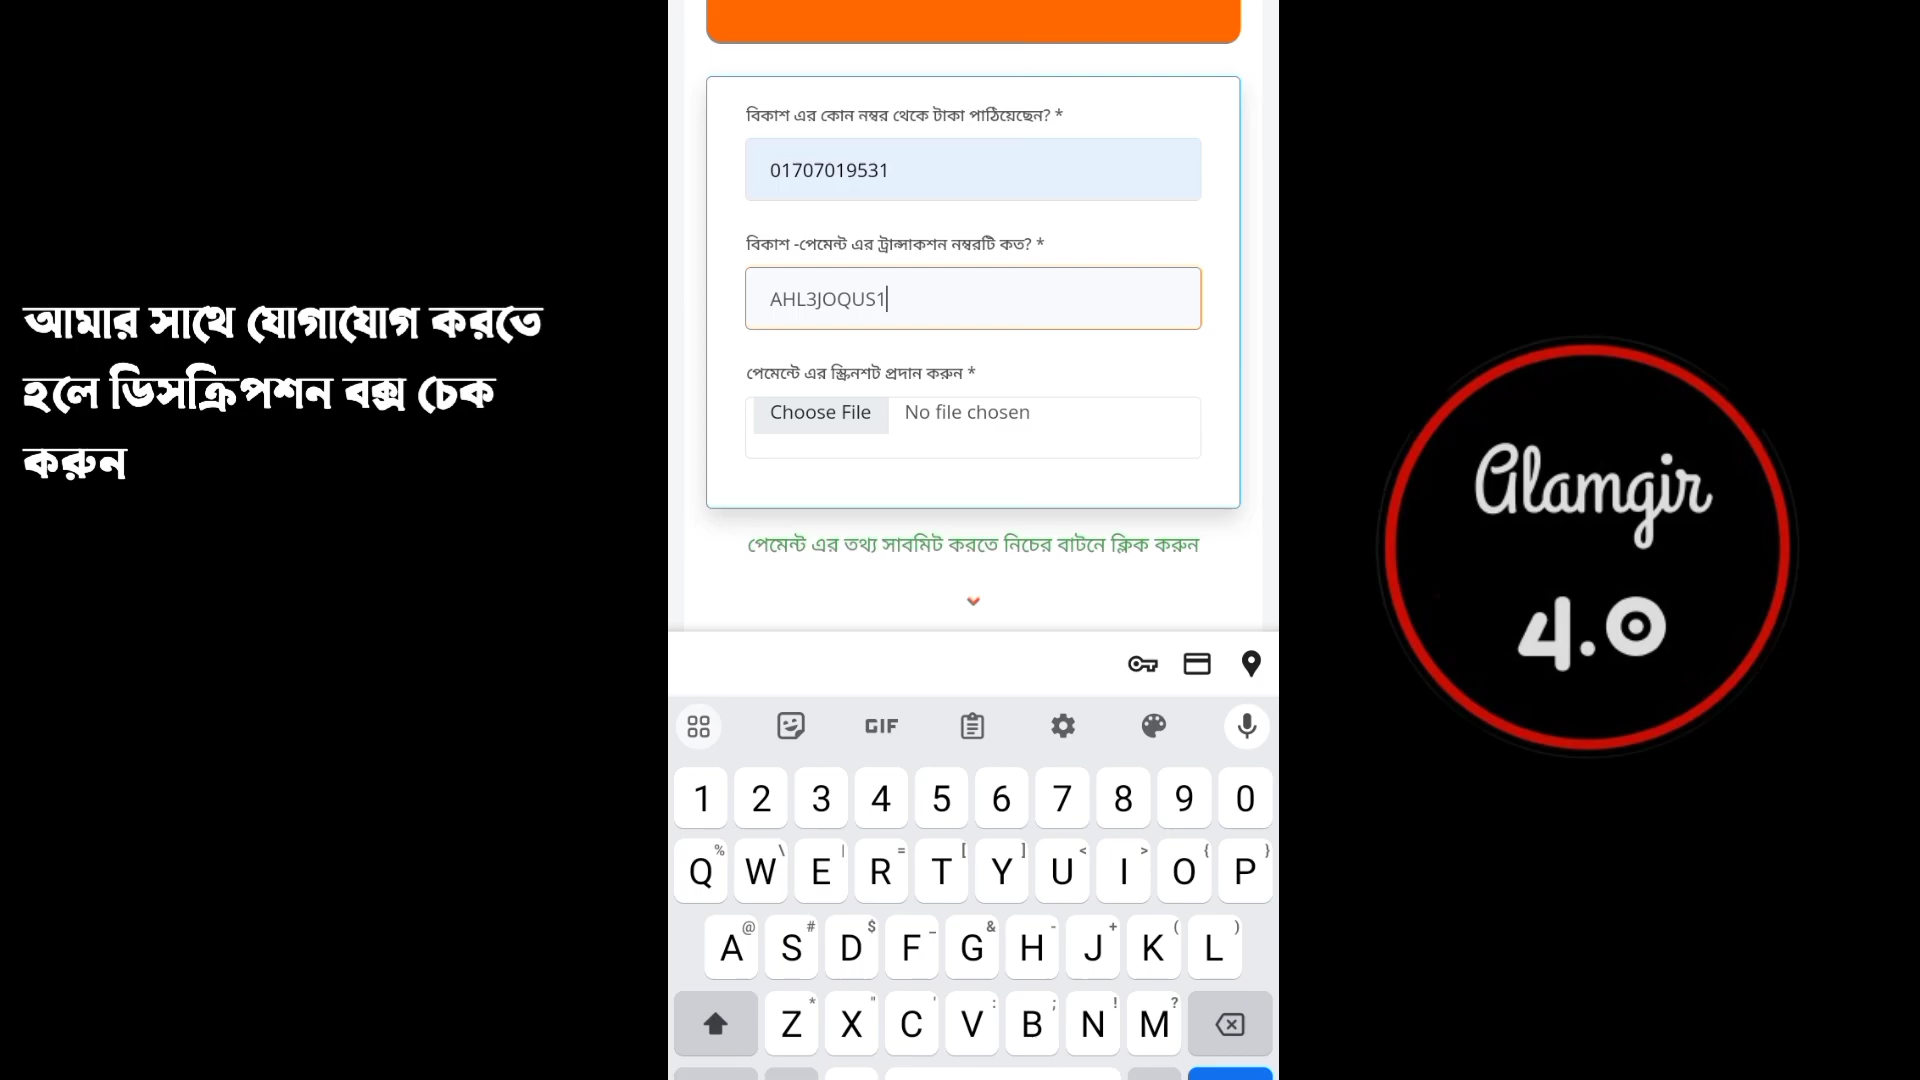 আমার সাথে যোগাযোগ করতে
হলে ডিসক্রিপশন বক্স চেক
করুন
বিকাশ এর কোন নম্বর থেকে টাকা পাঠিয়েছেন? *
01707019531
বিকাশ -পেমেন্ট এর ট্রান্সাকশন নম্বরটি কত? *
AHL3JOQUS1
পেমেন্টে এর স্ক্রিনশট প্রদান করুন *
Choose File No file chosen
পেমেন্ট এর তথ্য সাবমিট করতে নিচের বাটনে ক্লিক করুন
GIF
1 2 3 4 5 6 7 8 9 0
% \ | = [ ] < > { }
Q W E R T Y U I O P
@ # $ _ & - + ( )
A S D F G H J K L
* " ' : ; ! ?
Z X C V B N M
Alamgir
4.0